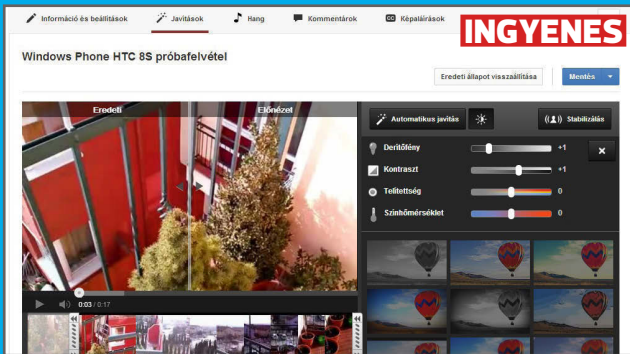 Információ és beállítások Javítások Hang Kommentárok Képaláírások
INGYENES
Windows Phone HTC 8S próbafelvétel
Eredeti állapot visszaállítása Mentés
Eredeti Előnézet
Automatikus javítás Stabilizálás
Derítőfény +1
Kontraszt +1
Telítettség 0
Színhőmérséklet 0
0:03 / 0:17